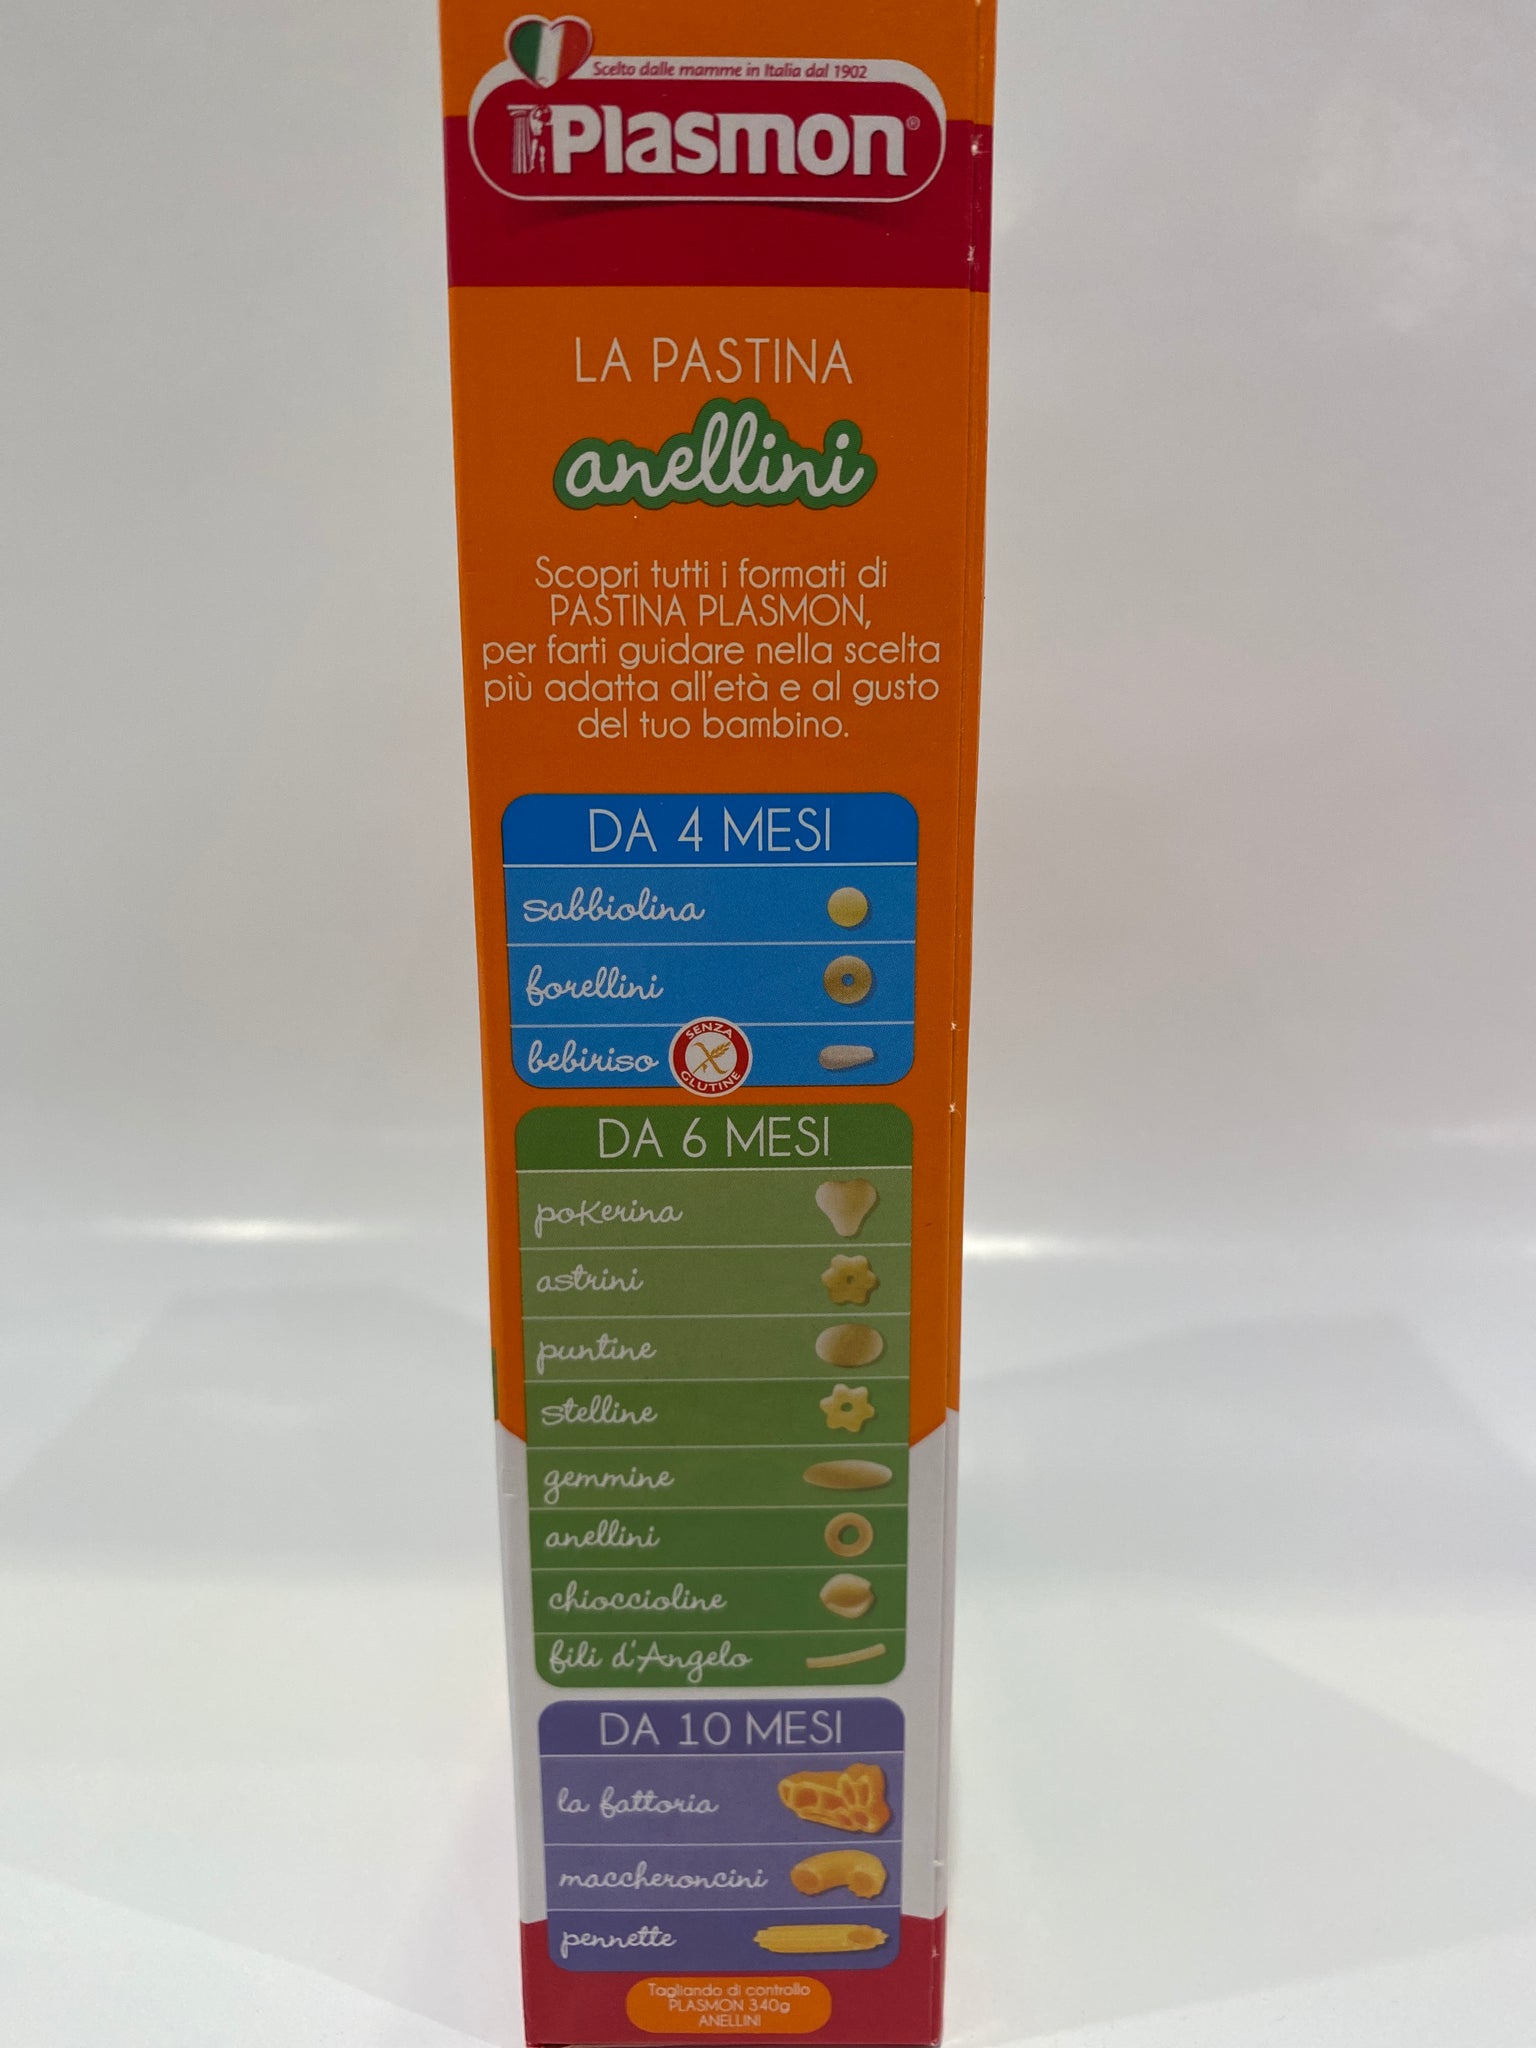 Scelto dalle mamme in Italia dal 1902
Plasmon®
LA PASTINA
anellini
Scopri tutti i formati di
PASTINA PLASMON,
per farti guidare nella scelta
più adatta all'età e al gusto
del tuo bambino.
DA 4 MESI
sabbiolina
forellini
bebiriso
SENZA
GLUTINE
DA 6 MESI
pokerina
astrini
puntine
stelline
gemmine
anellini
chioccioline
fili d'Angelo
DA 10 MESI
la fattoria
maccheroncini
pennette
Tagliando di controllo
PLASMON 340g
ANELLINI